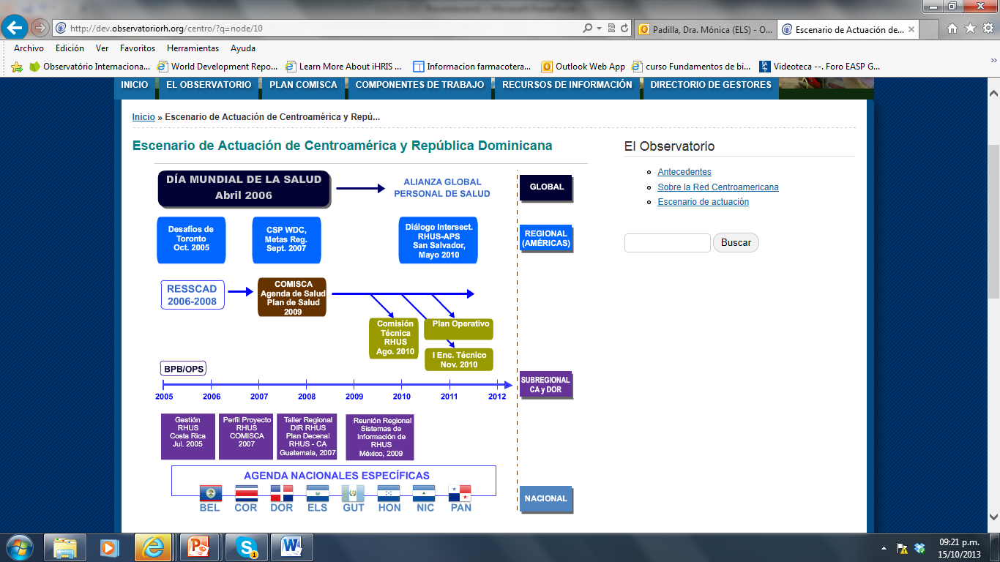 http://dev.observatoriorh.org/centro/?q=node/10
Padilla, Dra. Mónica (ELS) - O...
Escenario de Actuación de...
Archivo Edición Ver Favoritos Herramientas Ayuda
Observatório Internaciona...
World Development Repo...
Learn More About iHRIS ...
Informacion farmacotera...
Outlook Web App
curso Fundamentos de bi...
Videoteca --. Foro EASP G...
INICIO
EL OBSERVATORIO
PLAN COMISCA
COMPONENTES DE TRABAJO
RECURSOS DE INFORMACIÓN
DIRECTORIO DE GESTORES
Inicio » Escenario de Actuación de Centroamérica y Repú...
Escenario de Actuación de Centroamérica y República Dominicana
DÍA MUNDIAL DE LA SALUD
Abril 2006
ALIANZA GLOBAL
PERSONAL DE SALUD
GLOBAL
Desafíos de
Toronto
Oct. 2005
CSP WDC,
Metas Reg.
Sept. 2007
Diálogo Intersect.
RHUS-APS
San Salvador,
Mayo 2010
REGIONAL
(AMÉRICAS)
RESSCAD
2006-2008
COMISCA
Agenda de Salud
Plan de Salud
2009
Comisión
Técnica
RHUS
Ago. 2010
Plan Operativo
I Enc. Técnico
Nov. 2010
BPB/OPS
2005 2006 2007 2008 2009 2010 2011 2012
SUBREGIONAL
CA y DOR
Gestión
RHUS
Costa Rica
Jul. 2005
Perfil Proyecto
RHUS
COMISCA
2007
Taller Regional
DIR RHUS
Plan Decenal
RHUS - CA
Guatemala, 2007
Reunión Regional
Sistemas de
Información de
RHUS
México, 2009
AGENDA NACIONALES ESPECÍFICAS
BEL COR DOR ELS GUT HON NIC PAN
NACIONAL
El Observatorio
Antecedentes
Sobre la Red Centroamericana
Escenario de actuación
Buscar
09:21 p.m.
15/10/2013